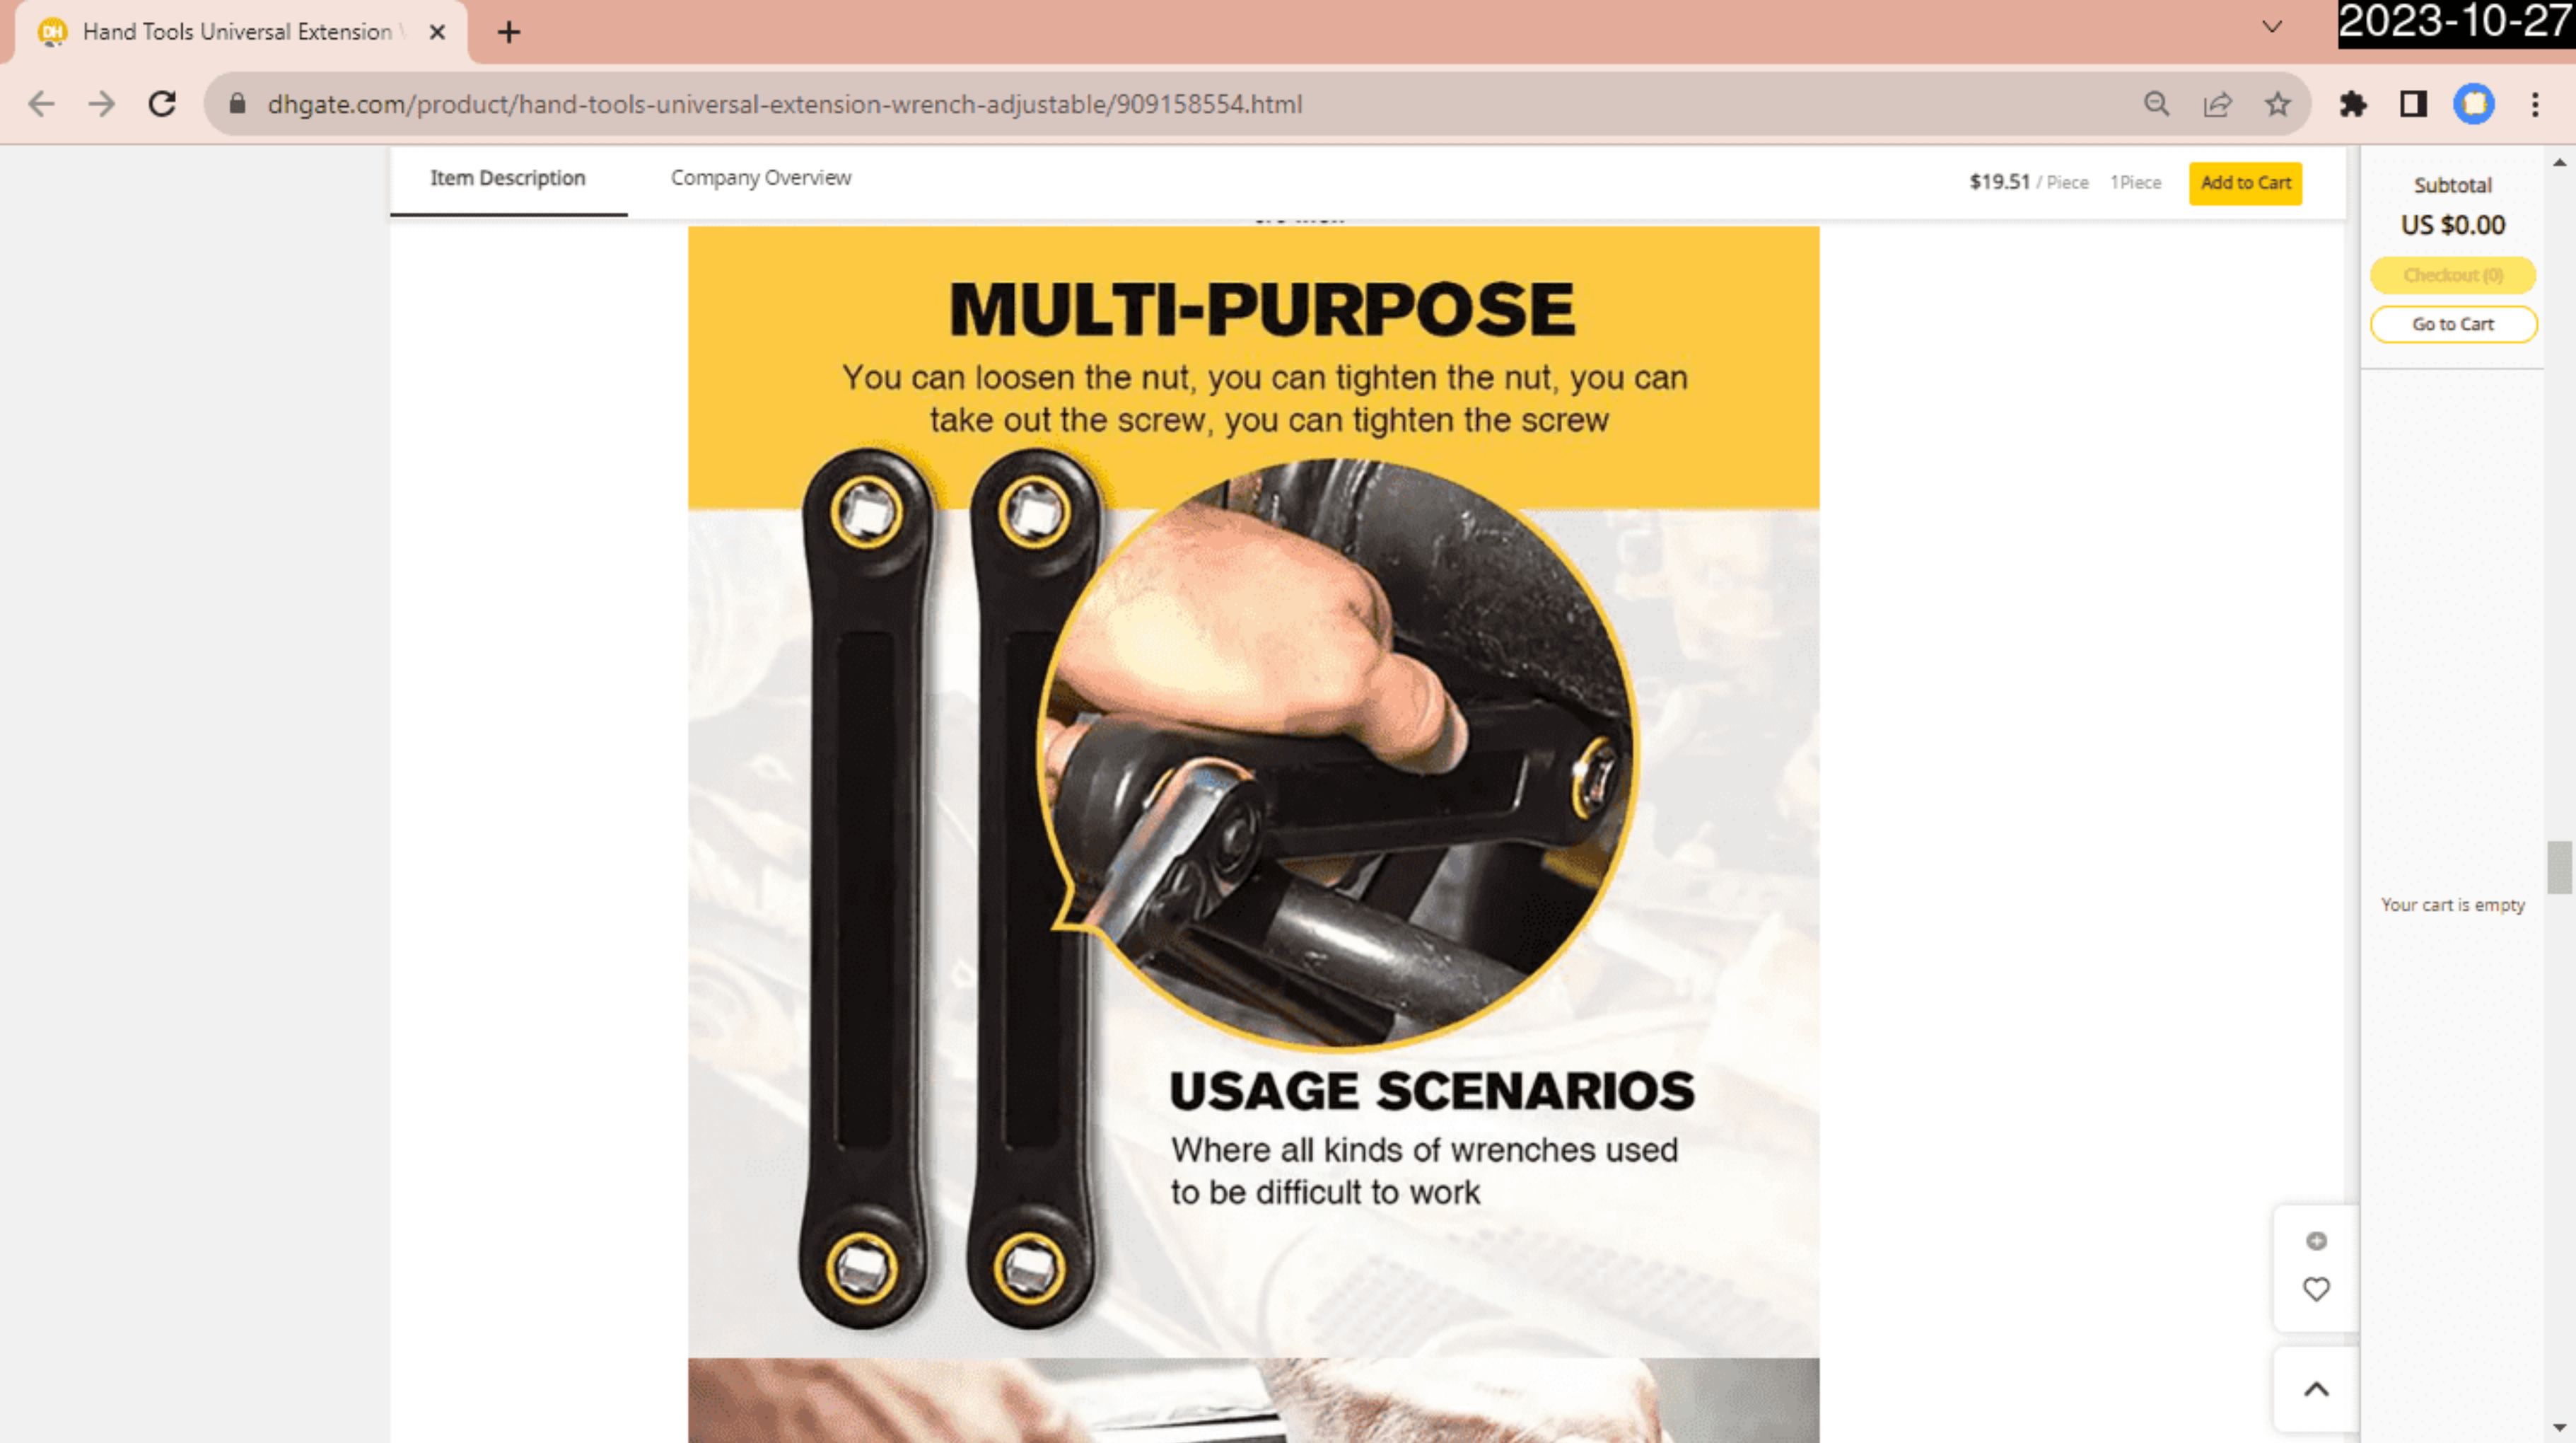 Hand Tools Universal Extension
2023-10-27
dhgate.com/product/hand-tools-universal-extension-wrench-adjustable/909158554.html
Item Description
Company Overview
$19.51 / Piece 1Piece
Add to Cart
Subtotal
US $0.00
Checkout (0)
Go to Cart
Your cart is empty
MULTI-PURPOSE
You can loosen the nut, you can tighten the nut, you can
take out the screw, you can tighten the screw
USAGE SCENARIOS
Where all kinds of wrenches used
to be difficult to work